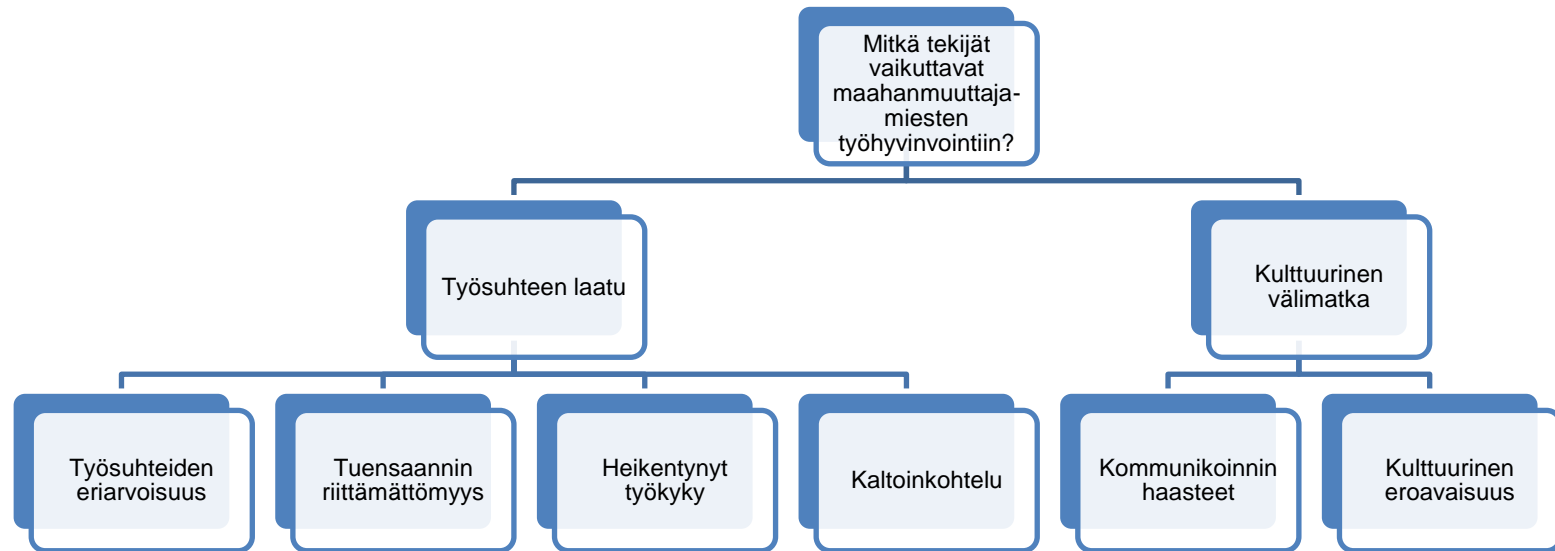 Mitkä tekijät
vaikuttavat
maahanmuuttaja-
miesten
työhyvinvointiin?
Työsuhteen laatu
Kulttuurinen
välimatka
Työsuhteiden
eriarvoisuus
Tuensaannin
riittämättömyys
Heikentynyt
työkyky
Kaltoinkohtelu
Kommunikoinnin
haasteet
Kulttuurinen
eroavaisuus